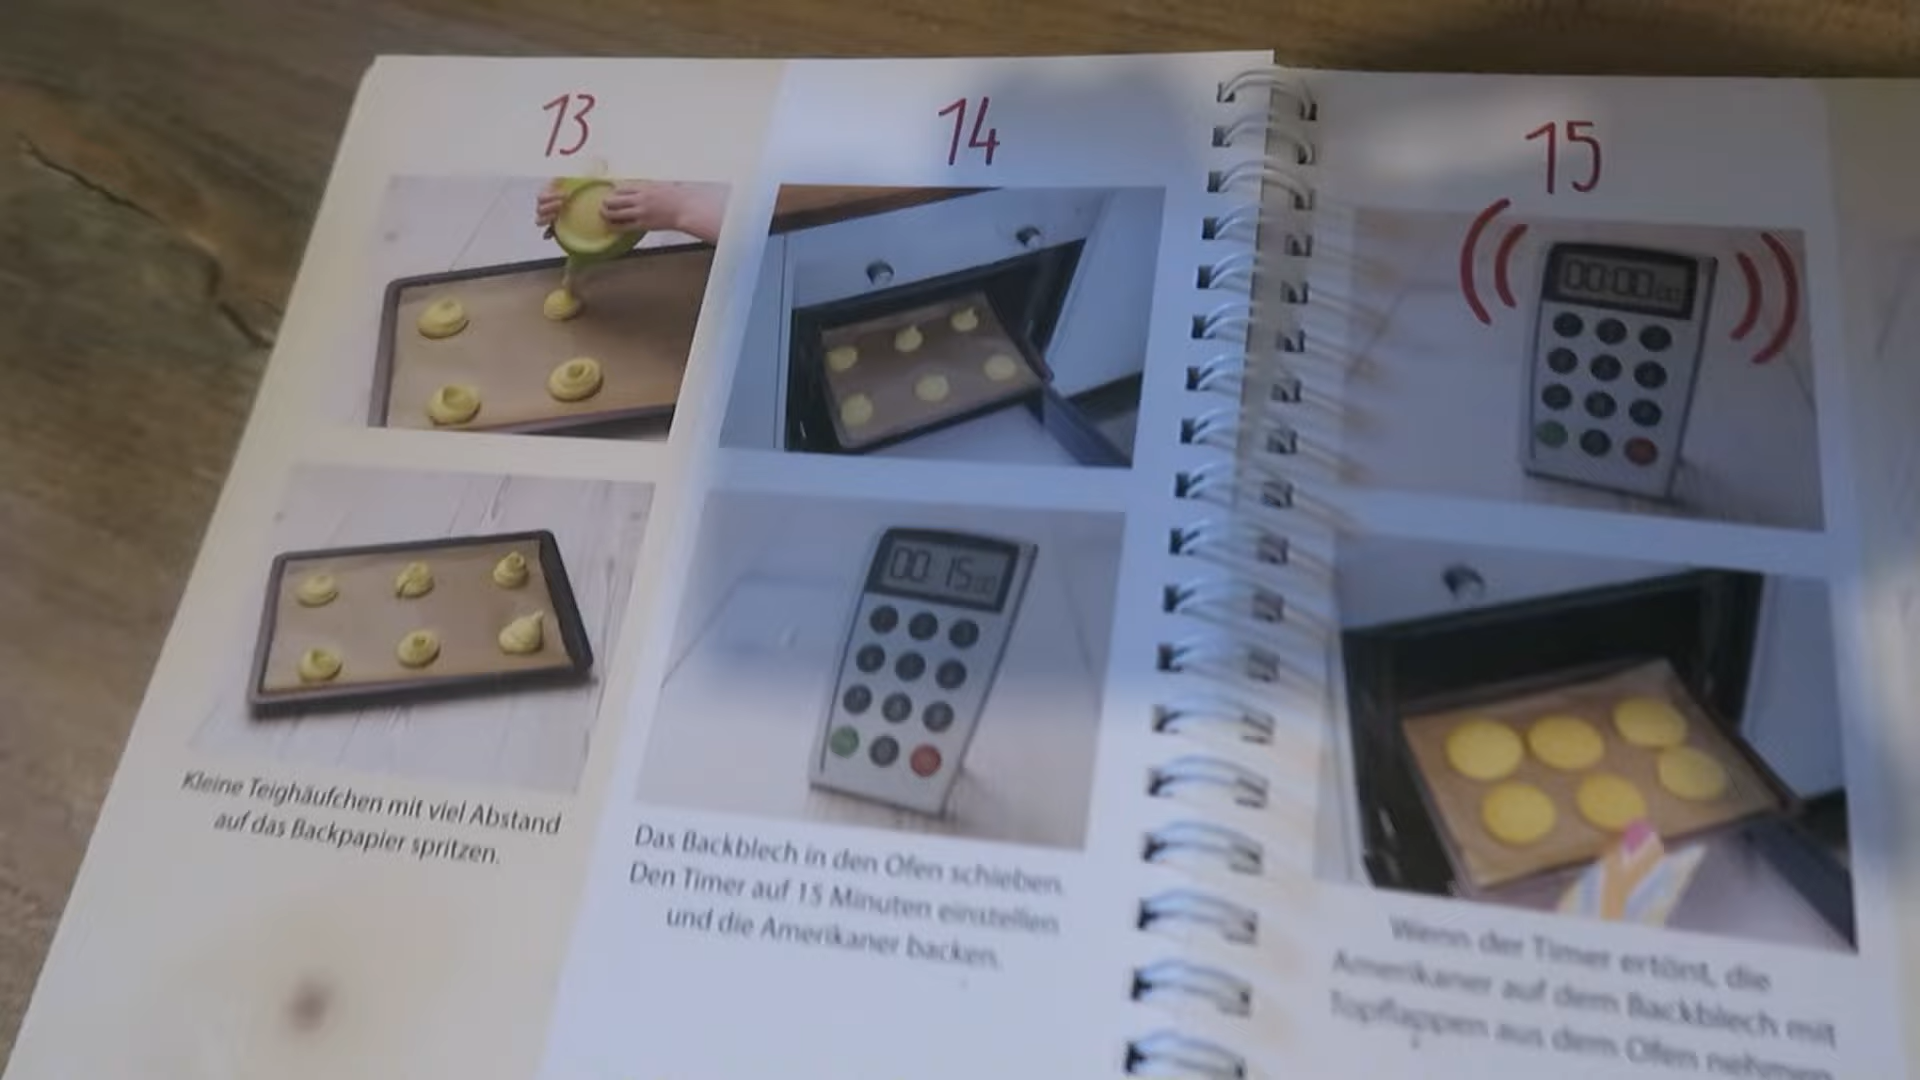 13
Kleine Teighäufchen mit viel Abstand
auf das Backpapier spritzen.
14
00 15 00
Das Backblech in den Ofen schieben.
Den Timer auf 15 Minuten einstellen
und die Amerikaner backen.
15
00:00 00
Wenn der Timer ertönt, die
Amerikaner auf dem Backblech mit
Topflappen aus dem Ofen nehmen